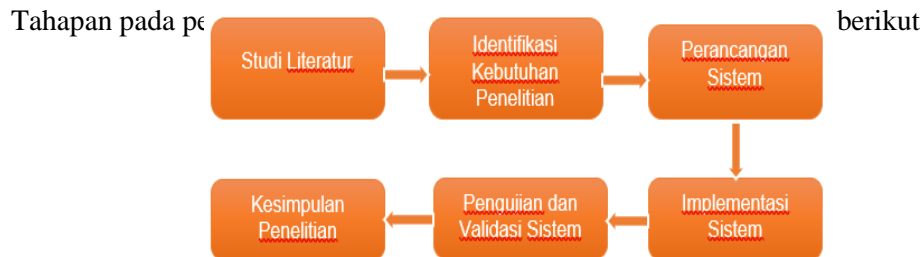 Tahapan pada pe berikut
Studi Literatur
Identifikasi
Kebutuhan
Penelitian
Perancangan
Sistem
Implementasi
Sistem
Pengujian dan
Validasi Sistem
Kesimpulan
Penelitian